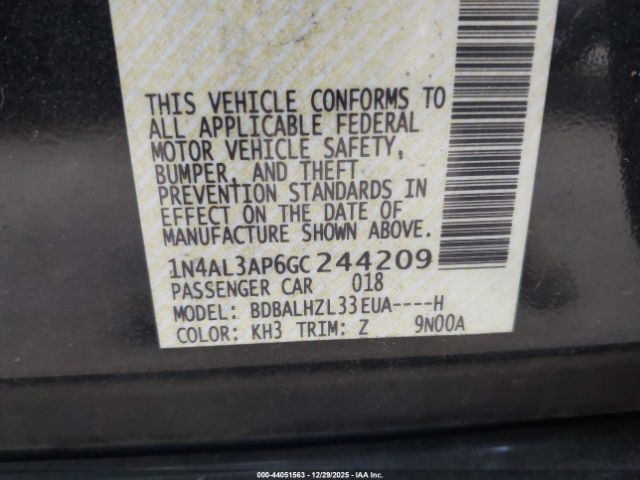 THIS VEHICLE CONFORMS TO
ALL APPLICABLE FEDERAL
MOTOR VEHICLE SAFETY,
BUMPER, AND THEFT
PREVENTION STANDARDS IN
EFFECT ON THE DATE OF
MANUFACTURE SHOWN ABOVE.
1N4AL3AP6GC244209
PASSENGER CAR 018
MODEL: BDBALHZL33EUA----H
COLOR: KH3 TRIM: Z 9N00A
000-44051563 | 12/29/2025 | IAA Inc.